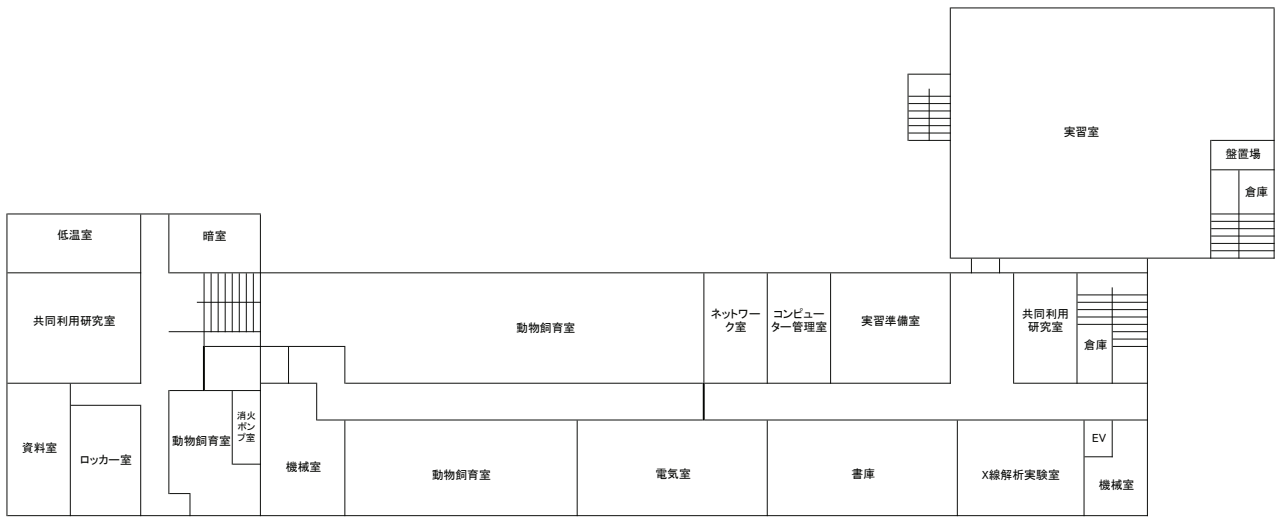 実習室
盤置場
倉庫
低温室
暗室
共同利用研究室
動物飼育室
ネットワー
ク室
コンピュー
ター管理室
実習準備室
共同利用
研究室
倉庫
資料室
ロッカー室
動物飼育室
消火
ポン
プ室
機械室
動物飼育室
電気室
書庫
X線解析実験室
EV
機械室